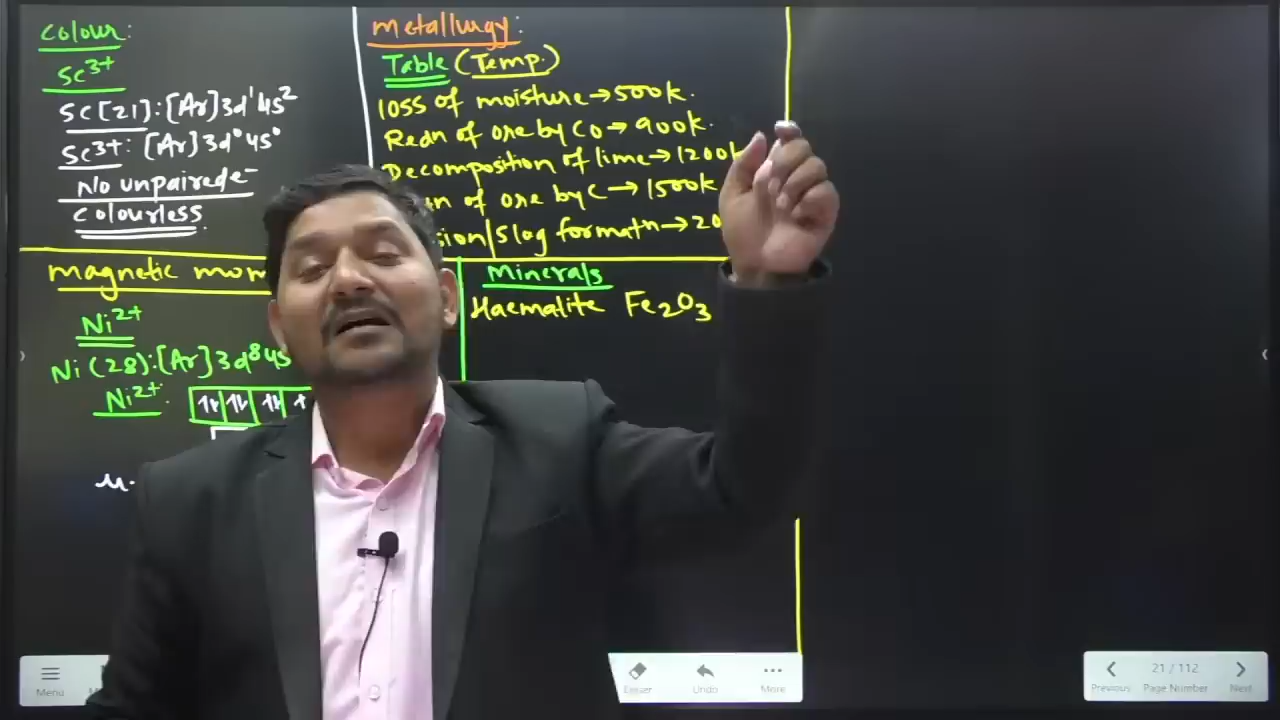 Colour:
Sc3+
Sc[21]:[Ar]3d¹4s²
Sc3+: [Ar]3d⁰4s⁰
No unpaired e-
Colourless
metallurgy:
Table (Temp.)
loss of moisture→500k.
Redn of ore by Co→900k.
Decomposition of lime→1200k
of ore by C→1500k
Slag formatn→20
magnetic mom
Ni2+
Ni(28):[Ar]3d⁸4s
Ni2+:
μ.
Minerals
Haemalite Fe2O3
Menu
Eraser
Undo
More
Previous
21 / 112
Page Number
Next